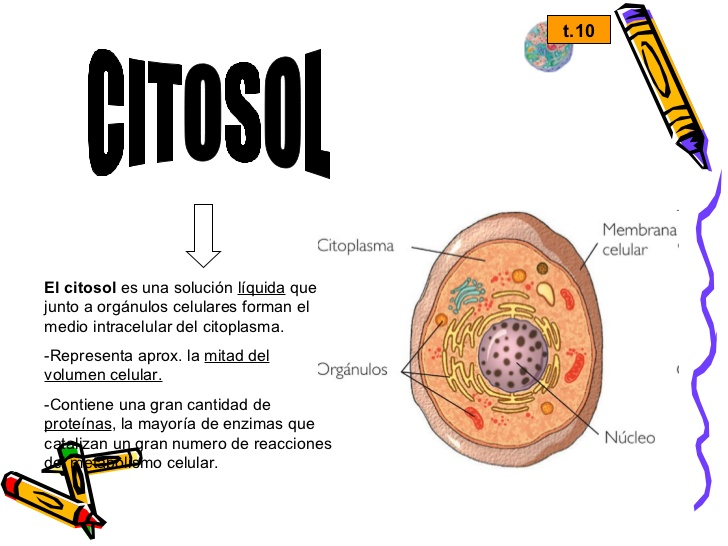 t.10
CITOSOL
El citosol es una solución líquida que
junto a orgánulos celulares forman el
medio intracelular del citoplasma.
-Representa aprox. la mitad del
volumen celular.
-Contiene una gran cantidad de
proteínas, la mayoría de enzimas que
catalizan un gran numero de reacciones
del metabolismo celular.
Citoplasma
Membrana
celular
Orgánulos
Núcleo